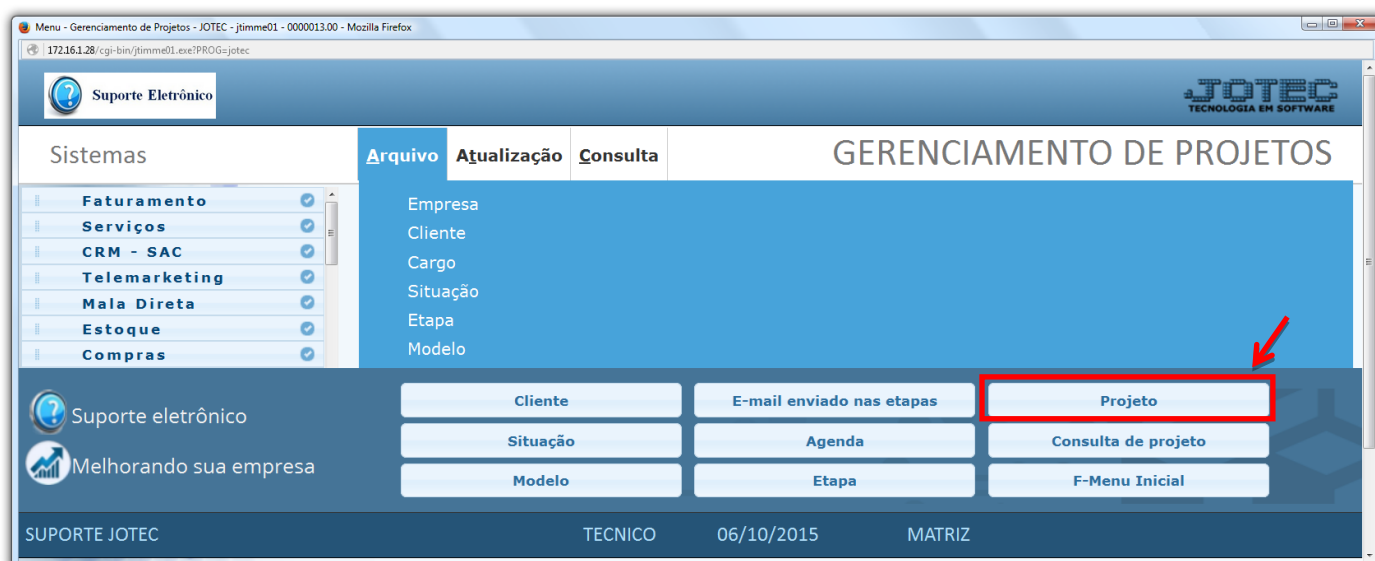 Menu - Gerenciamento de Projetos - JOTEC - jtimme01 - 0000013.00 - Mozilla Firefox
172.16.1.28/cgi-bin/jtimme01.exe?PROG=jotec
Suporte Eletrônico
JOTEC
TECNOLOGIA EM SOFTWARE
Sistemas
Arquivo Atualização Consulta
GERENCIAMENTO DE PROJETOS
Faturamento
Serviços
CRM - SAC
Telemarketing
Mala Direta
Estoque
Compras
Empresa
Cliente
Cargo
Situação
Etapa
Modelo
Suporte eletrônico
Melhorando sua empresa
Cliente E-mail enviado nas etapas Projeto
Situação Agenda Consulta de projeto
Modelo Etapa F-Menu Inicial
SUPORTE JOTEC TECNICO 06/10/2015 MATRIZ